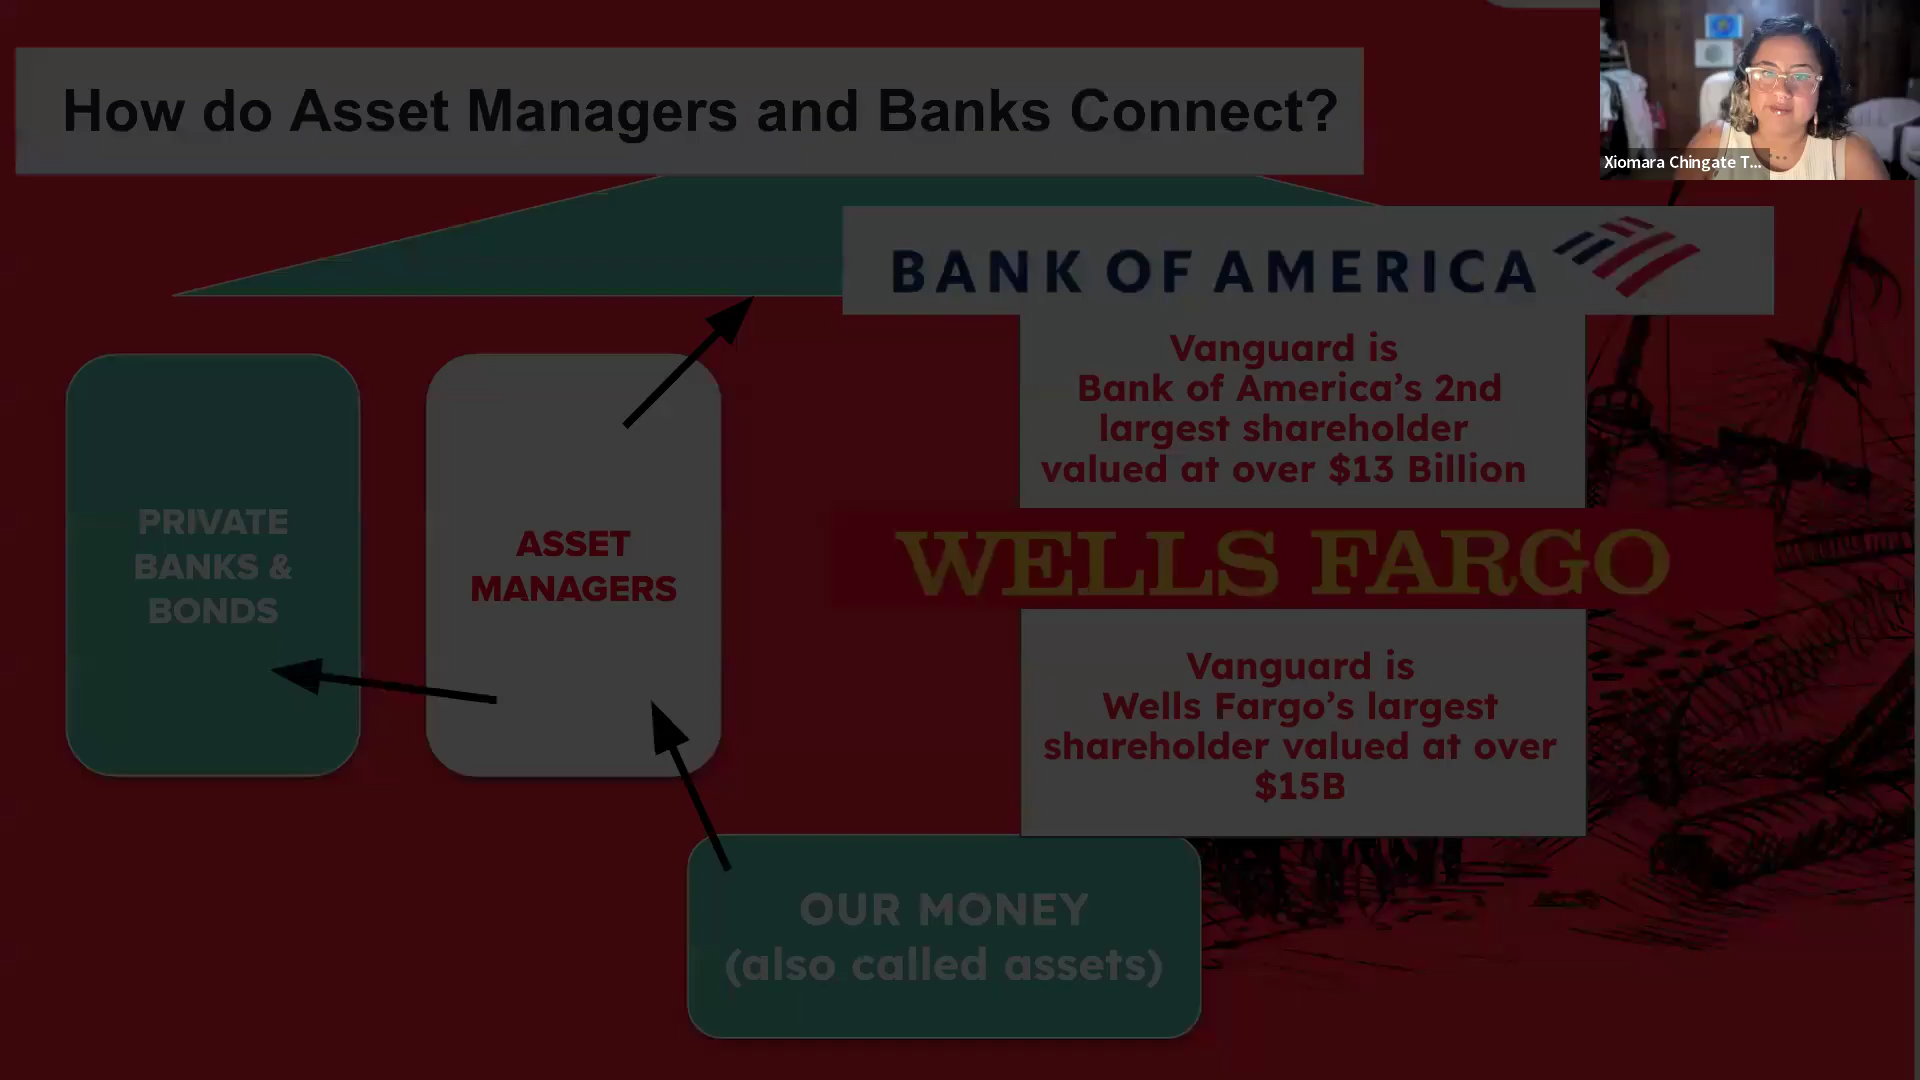 How do Asset Managers and Banks Connect?
Xiomara Chingate T...
BANK OF AMERICA
Vanguard is
Bank of America’s 2nd
largest shareholder
valued at over $13 Billion
PRIVATE
BANKS &
BONDS
ASSET
MANAGERS
WELLS FARGO
Vanguard is
Wells Fargo’s largest
shareholder valued at over
$15B
OUR MONEY
(also called assets)